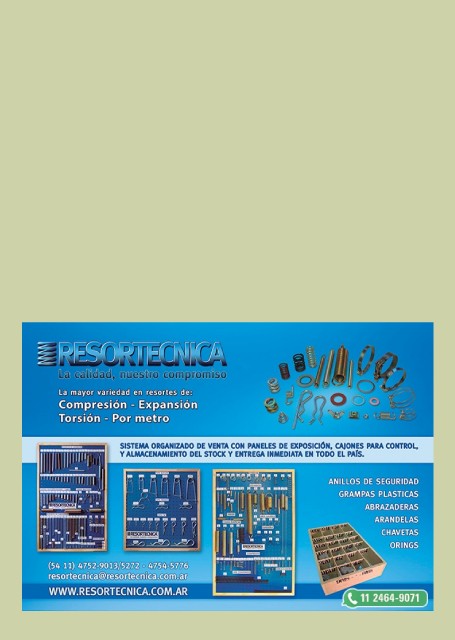 RESORTECNICA
La calidad, nuestro compromiso
La mayor variedad en resortes de:
Compresión - Expansión
Torsión - Por metro
SISTEMA ORGANIZADO DE VENTA CON PANELES DE EXPOSICIÓN, CAJONES PARA CONTROL,
Y ALMACENAMIENTO DEL STOCK Y ENTREGA INMEDIATA EN TODO EL PAÍS.
ANILLOS DE SEGURIDAD
GRAMPAS PLASTICAS
ABRAZADERAS
ARANDELAS
CHAVETAS
ORINGS
RESORTECNICA
RESORTECNICA
(54 11) 4752-9013,5272 - 4754-5776
resortecnica@resortecnica.com.ar
WWW.RESORTECNICA.COM.AR
11 2464-9071